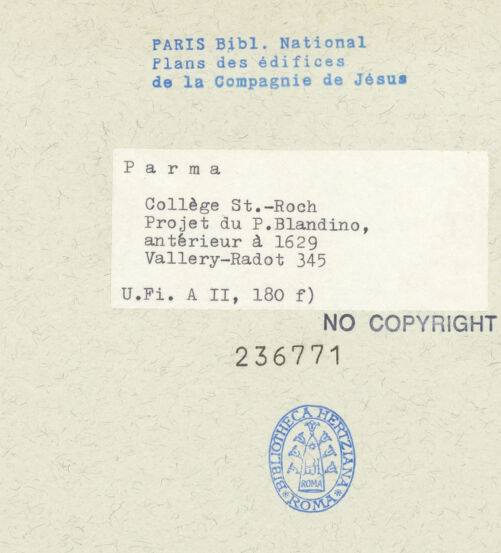 PARIS Bibl. National
Plans des édifices
de la Compagnie de Jésus
Parma
Collège St.-Roch
Projet du P.Blandino,
antérieur à 1629
Vallery-Radot 345
U.Fi. A II, 180 f)
NO COPYRIGHT
236771
BIBLIOTHECA HERTZIANA
ROMA
*ROMA*